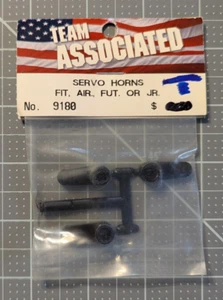 TEAM
ASSOCIATED
SERVO HORNS
FIT, AIR, FUT. OR JR.
No. 9180 $
T